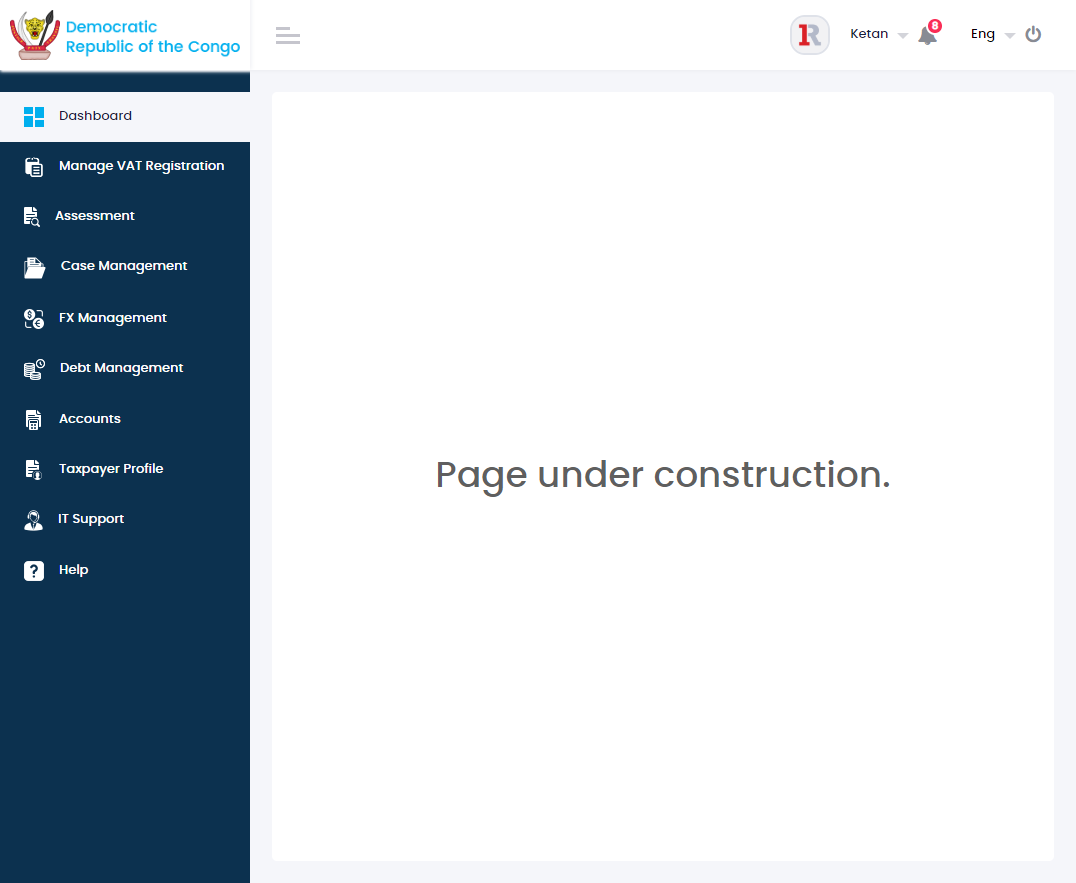 Democratic
Republic of the Congo
1R
Ketan
8
Eng
Dashboard
Manage VAT Registration
Assessment
Case Management
FX Management
Debt Management
Accounts
Taxpayer Profile
IT Support
? Help
Page under construction.